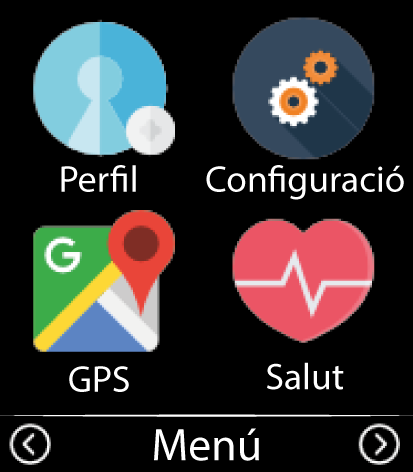 Perfil
Configuració
G
GPS
Salut
Menú